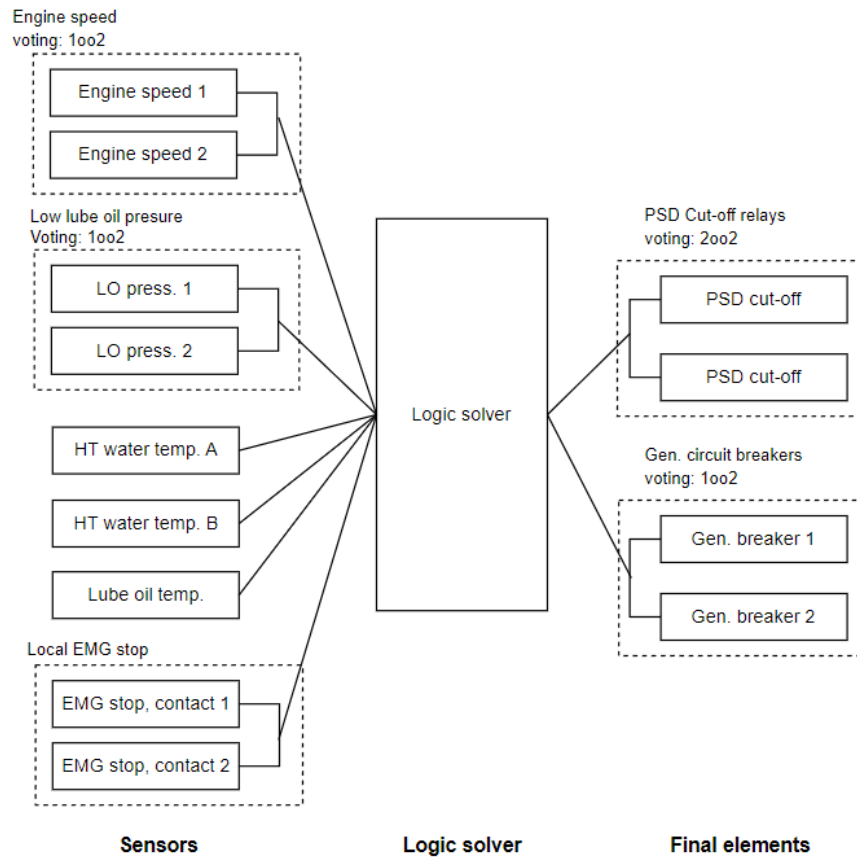 Engine speed
voting: 1oo2
Engine speed 1
Engine speed 2
Low lube oil presure
Voting: 1oo2
LO press. 1
LO press. 2
HT water temp. A
HT water temp. B
Lube oil temp.
Local EMG stop
EMG stop, contact 1
EMG stop, contact 2
Sensors
Logic solver
Logic solver
PSD Cut-off relays
voting: 2oo2
PSD cut-off
PSD cut-off
Gen. circuit breakers
voting: 1oo2
Gen. breaker 1
Gen. breaker 2
Final elements